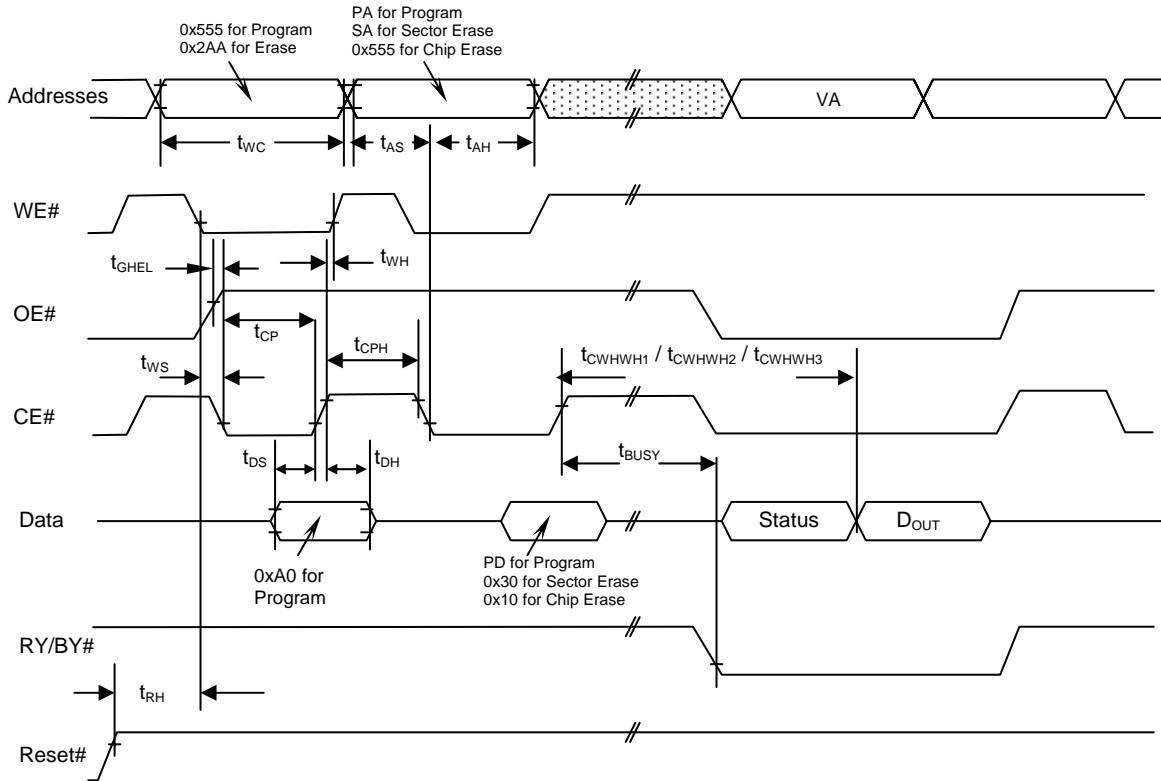 0x555 for Program
0x2AA for Erase
PA for Program
SA for Sector Erase
0x555 for Chip Erase
Addresses
VA
tWC
tAS
tAH
WE#
tGHEL
tWH
OE#
tCP
tWS
tCPH
tCWHWH1 / tCWHWH2 / tCWHWH3
CE#
tDS
tDH
tBUSY
Data
Status
DOUT
0xA0 for
Program
PD for Program
0x30 for Sector Erase
0x10 for Chip Erase
RY/BY#
tRH
Reset#